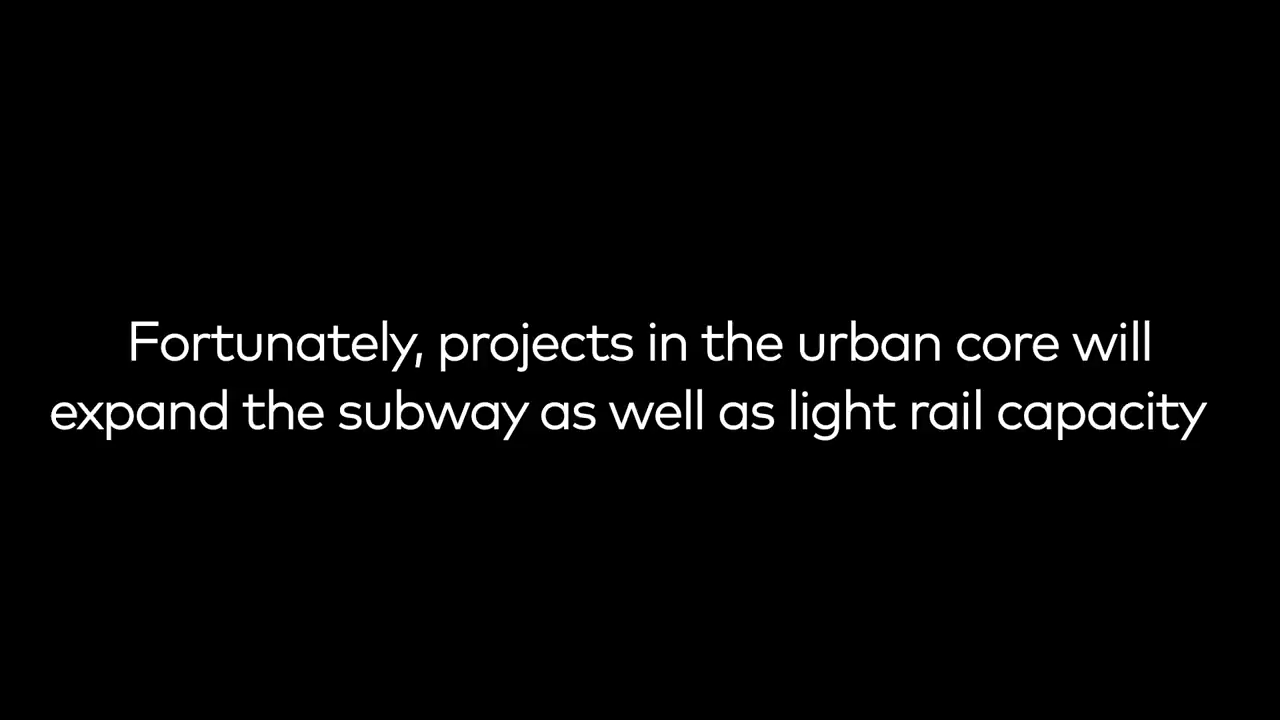 Fortunately, projects in the urban core will
expand the subway as well as light rail capacity